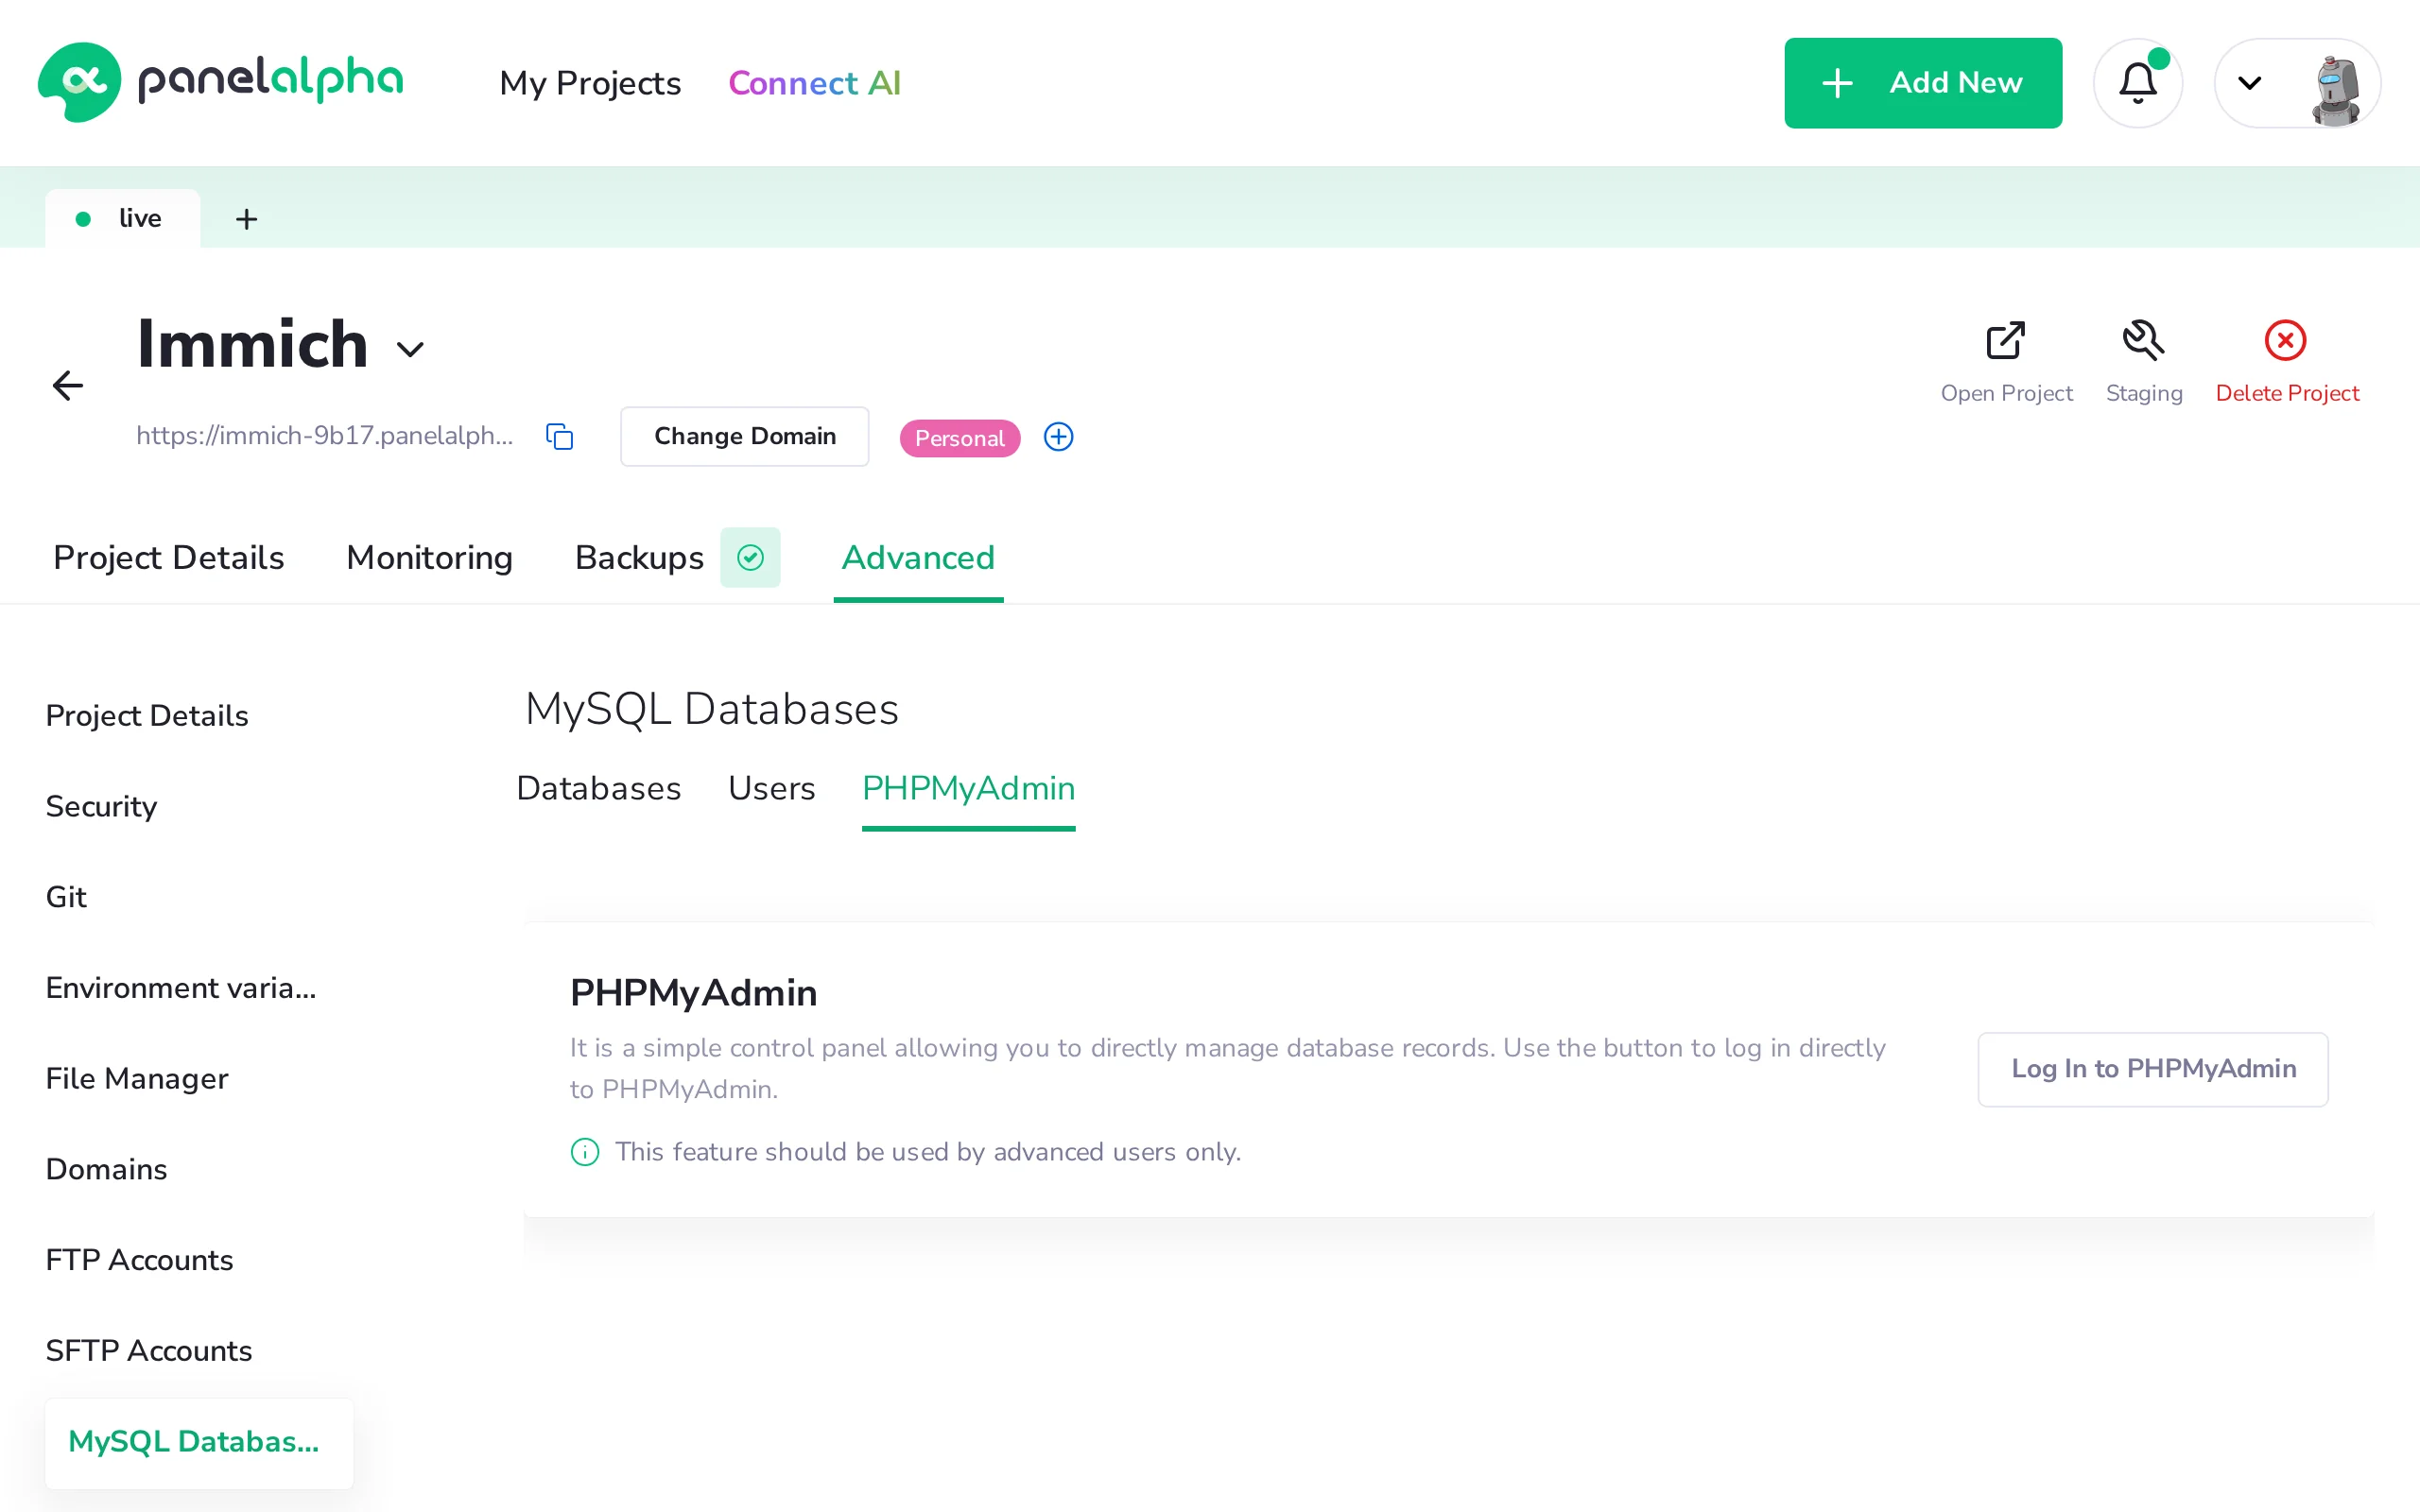 panelalpha
My Projects
Connect AI
Add New
live
Immich
Open Project
Staging
Delete Project
https://immich-9b17.panelalph...
Change Domain
Personal
Project Details
Monitoring
Backups
Advanced
Project Details
Security
Git
Environment varia...
File Manager
Domains
FTP Accounts
SFTP Accounts
MySQL Databas...
MySQL Databases
Databases
Users
PHPMyAdmin
PHPMyAdmin
It is a simple control panel allowing you to directly manage database records. Use the button to log in directly
to PHPMyAdmin.
This feature should be used by advanced users only.
Log In to PHPMyAdmin